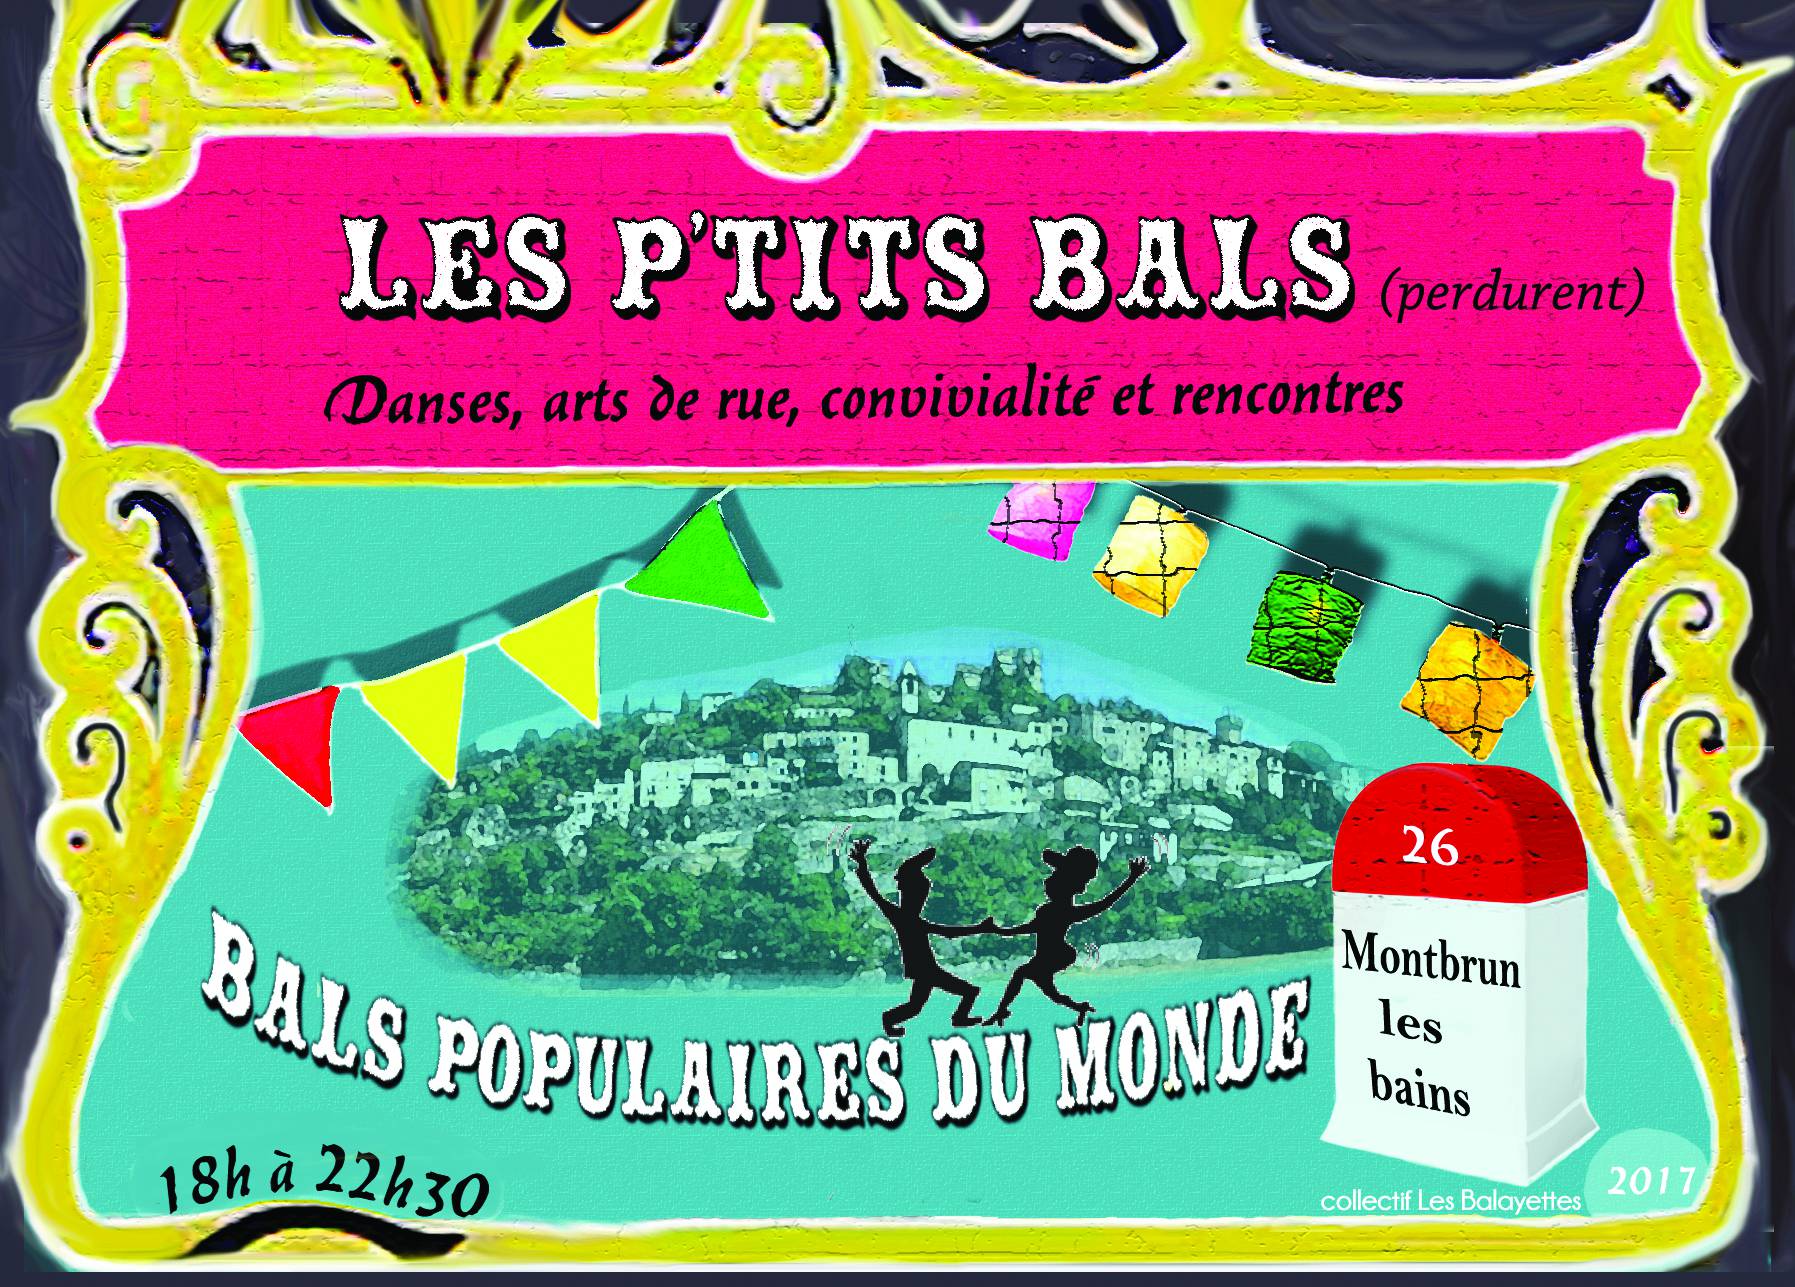 LES P'TITS BALS (perdurent)
Danses, arts de rue, convivialité et rencontres
26
Montbrun
les
bains
BALS POPULAIRES DU MONDE
18h à 22h30
collectif Les Balayettes
2017